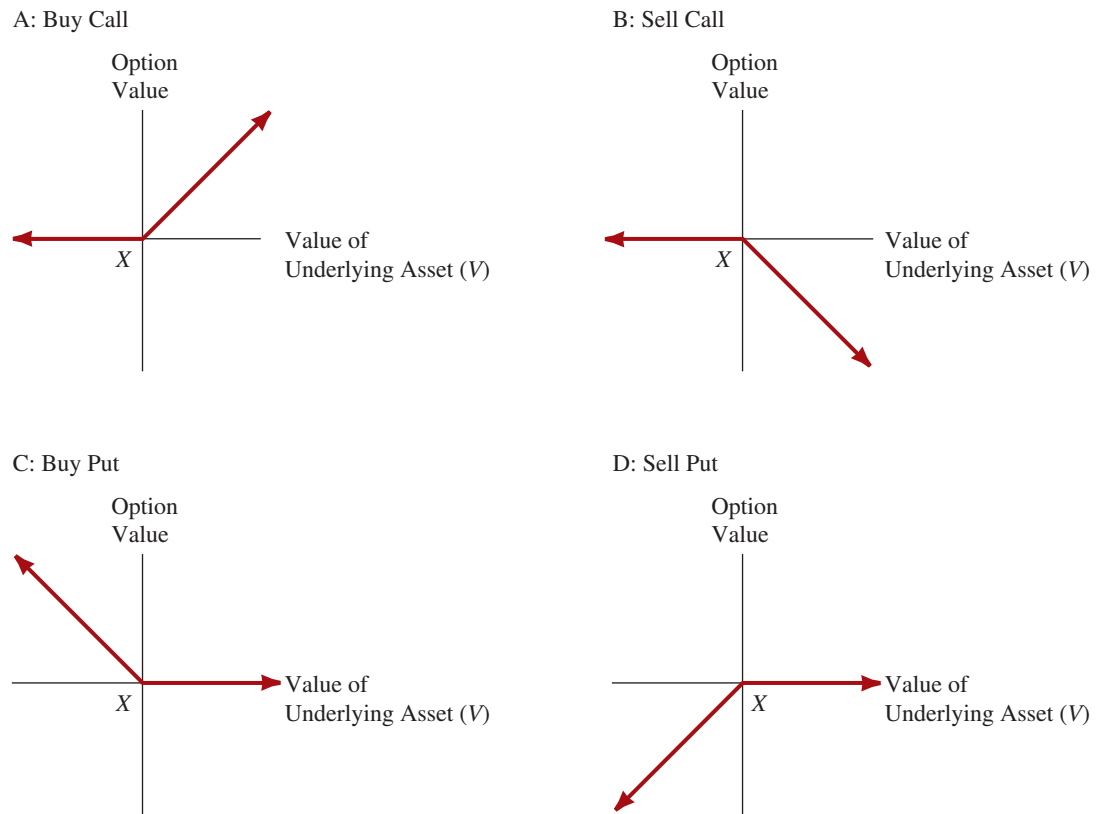 A: Buy Call
Option
Value
X
Value of
Underlying Asset (V)
B: Sell Call
Option
Value
X
Value of
Underlying Asset (V)
C: Buy Put
Option
Value
X
Value of
Underlying Asset (V)
D: Sell Put
Option
Value
X
Value of
Underlying Asset (V)